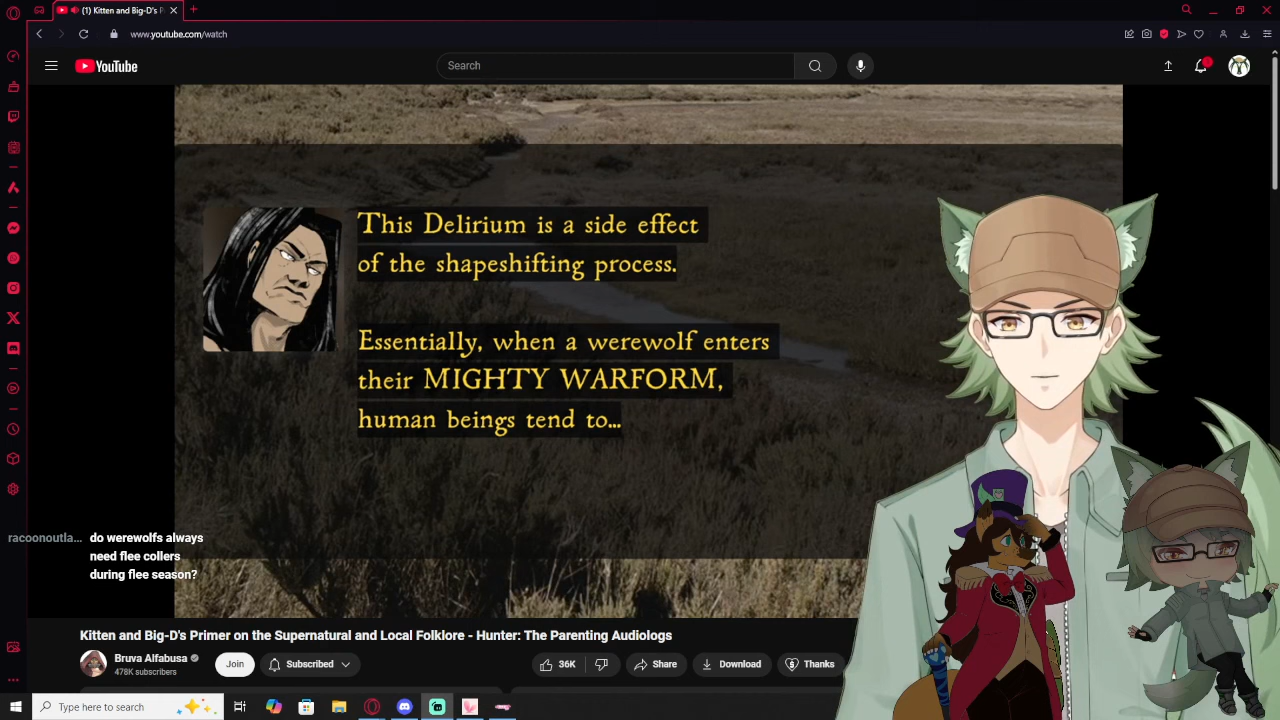 (1) Kitten and Big-D's P
www.youtube.com/watch
YouTube
Search
This Delirium is a side effect
of the shapeshifting process.
Essentially, when a werewolf enters
their MIGHTY WARFORM,
human beings tend to...
racoonoutla... do werewolfs always
need flee collers
during flee season?
Kitten and Big-D's Primer on the Supernatural and Local Folklore - Hunter: The Parenting Audiologs
Bruva Alfabusa
478K subscribers
Join
Subscribed
36K
Share
Download
Thanks
Type here to search